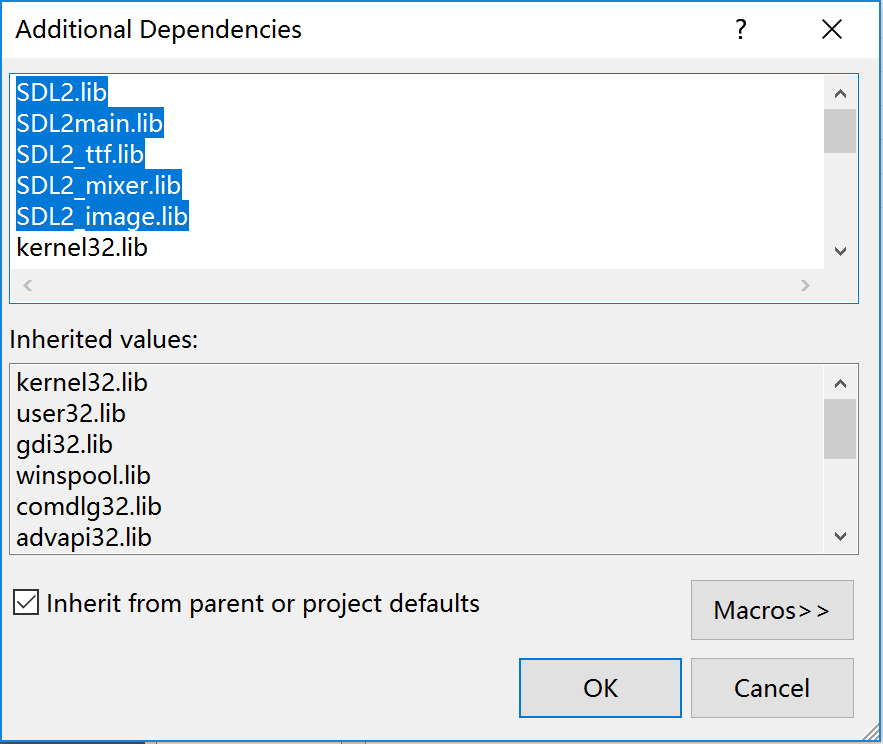 Additional Dependencies
?
SDL2.lib
SDL2main.lib
SDL2_ttf.lib
SDL2_mixer.lib
SDL2_image.lib
kernel32.lib
Inherited values:
kernel32.lib
user32.lib
gdi32.lib
winspool.lib
comdlg32.lib
advapi32.lib
Inherit from parent or project defaults
Macros>>
OK
Cancel